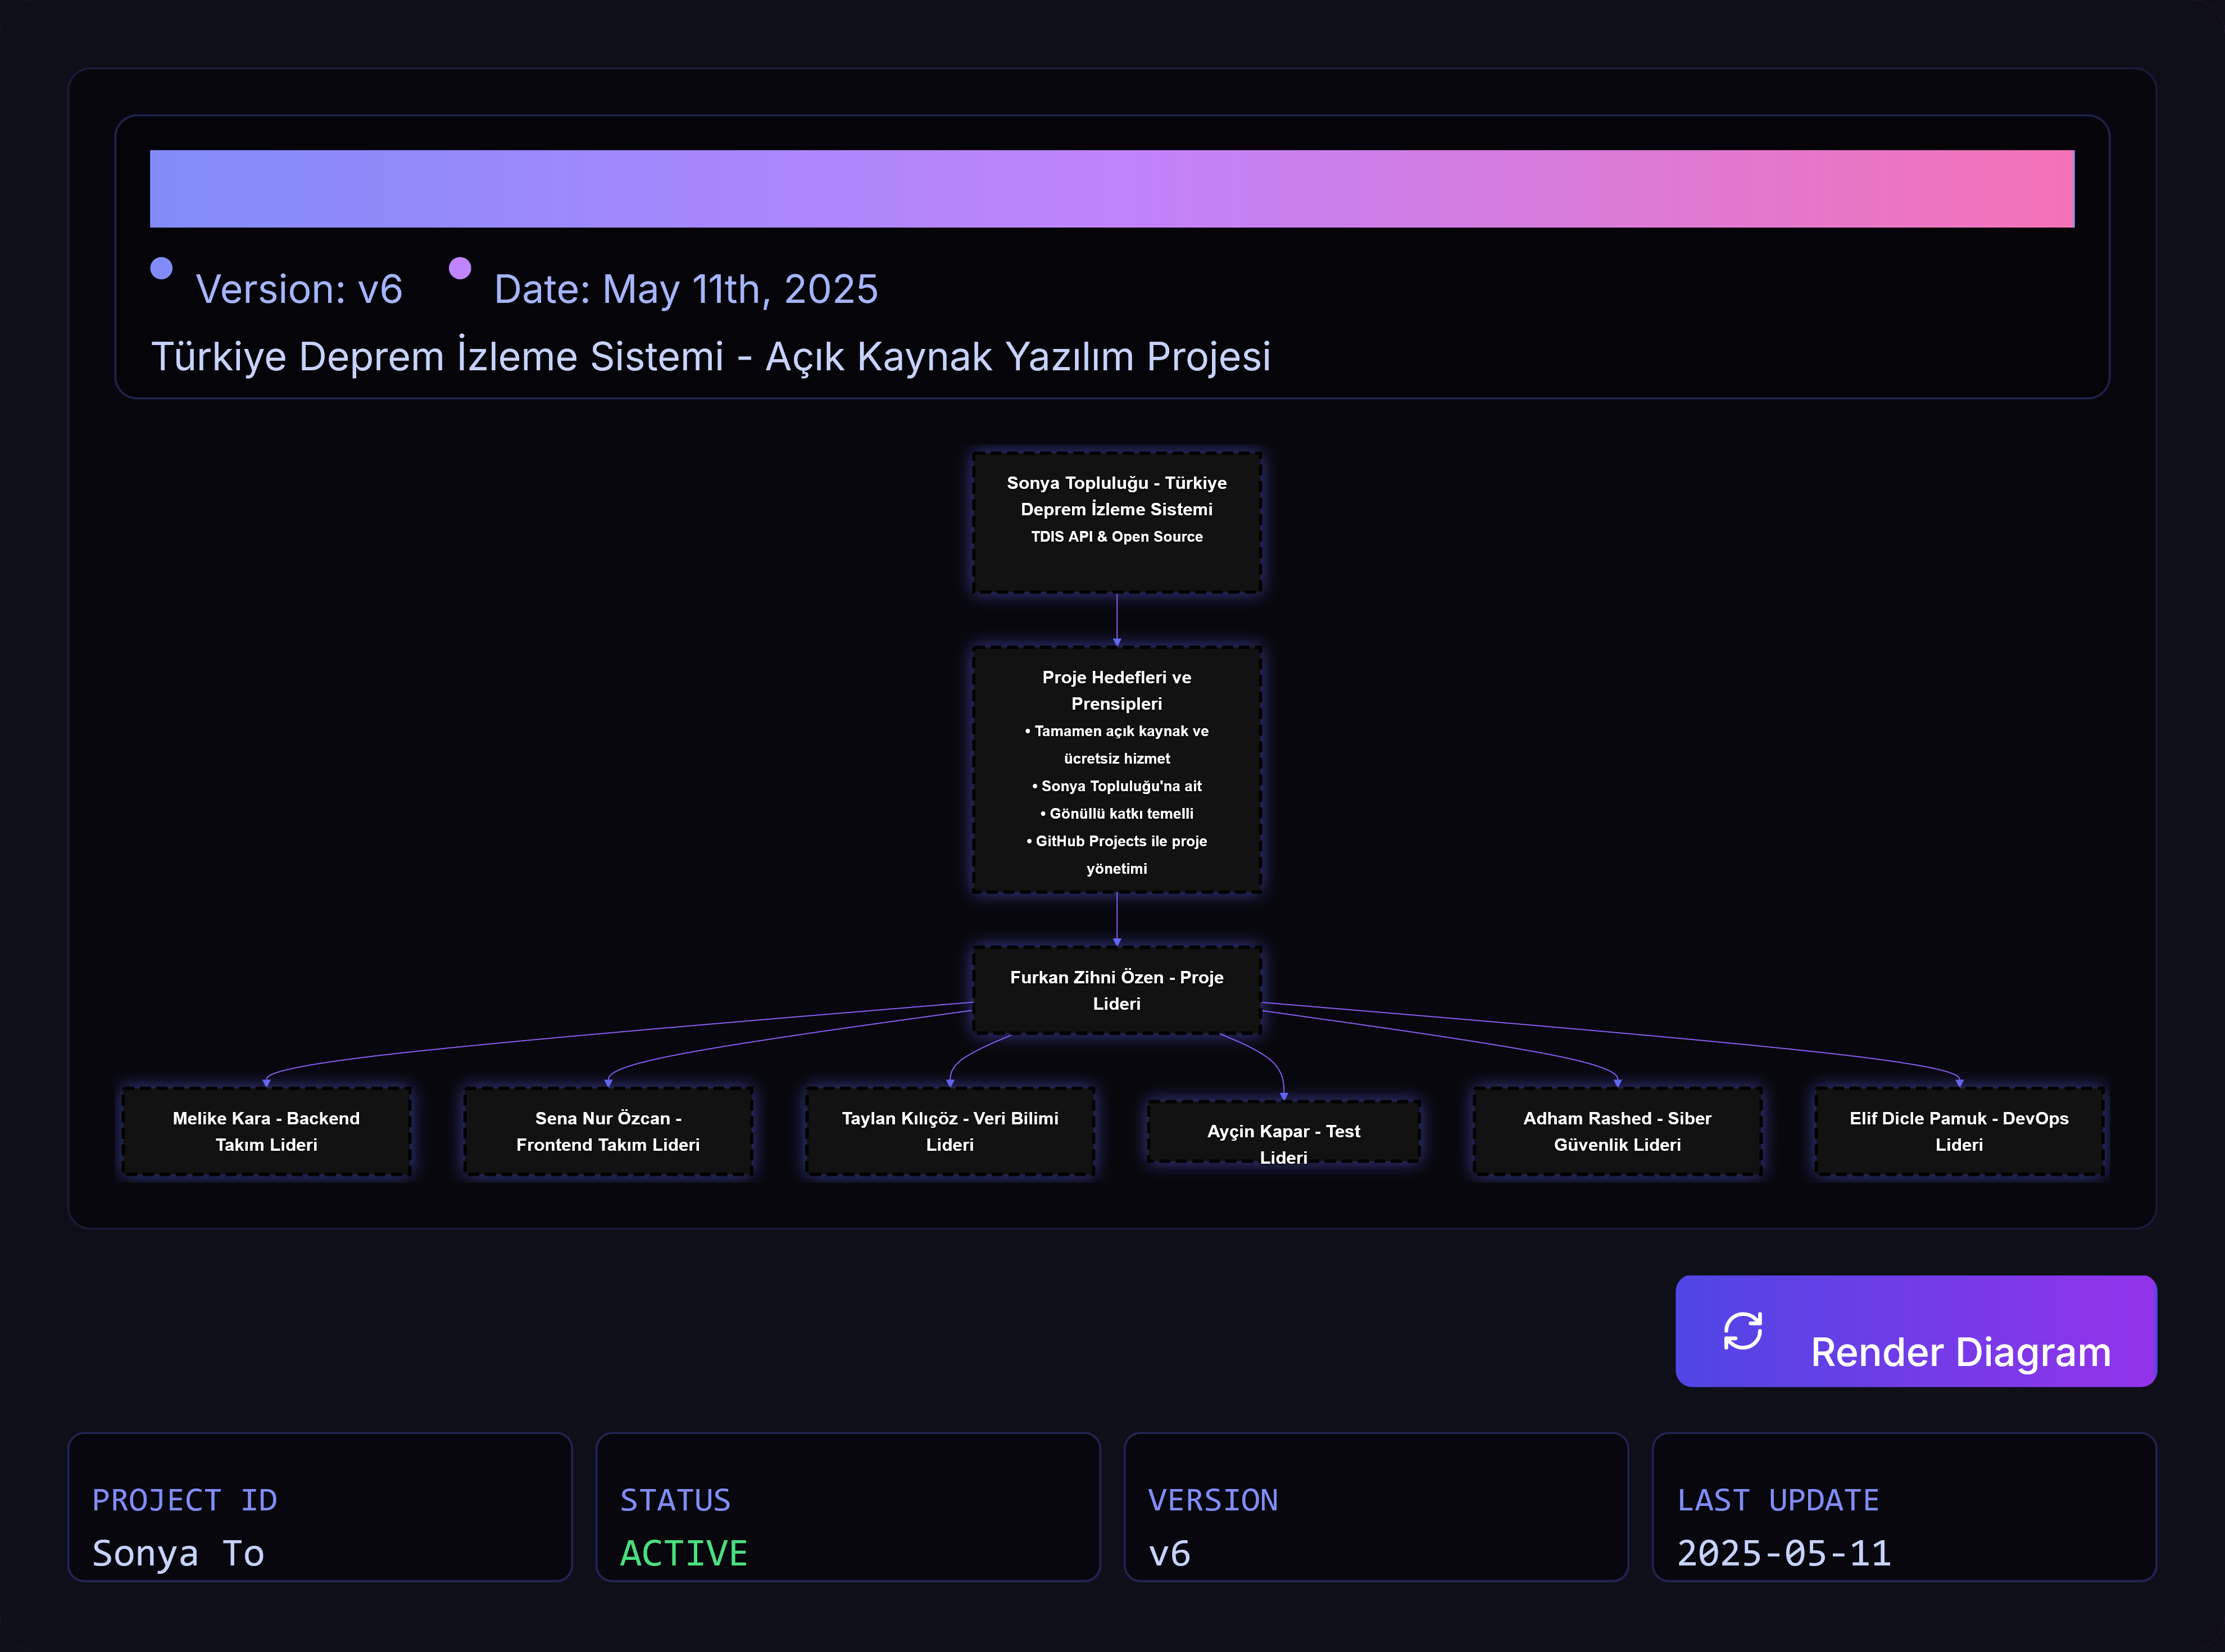 Version: v6
Date: May 11th, 2025
Türkiye Deprem İzleme Sistemi - Açık Kaynak Yazılım Projesi
Sonya Topluluğu - Türkiye
Deprem İzleme Sistemi
TDIS API & Open Source
Proje Hedefleri ve
Prensipleri
• Tamamen açık kaynak ve
ücretsiz hizmet
• Sonya Topluluğu'na ait
• Gönüllü katkı temelli
• GitHub Projects ile proje
yönetimi
Furkan Zihni Özen - Proje
Lideri
Melike Kara - Backend
Takım Lideri
Sena Nur Özcan -
Frontend Takım Lideri
Taylan Kılıçöz - Veri Bilimi
Lideri
Ayçin Kapar - Test
Lideri
Adham Rashed - Siber
Güvenlik Lideri
Elif Dicle Pamuk - DevOps
Lideri
Render Diagram
PROJECT ID
Sonya To
STATUS
ACTIVE
VERSION
v6
LAST UPDATE
2025-05-11